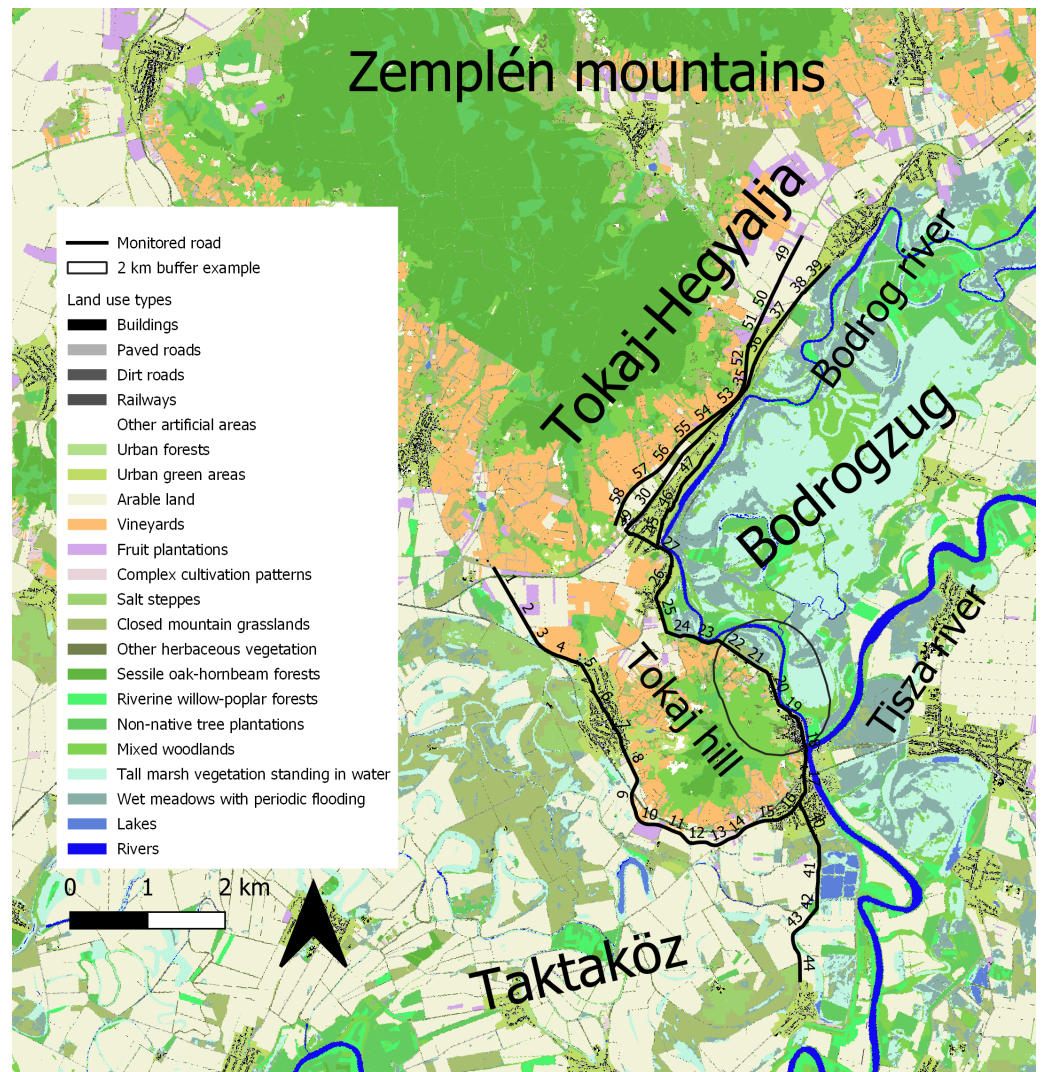 Zemplén mountains
Tokaj-Hegyalja
Bodrog river
Bodrogzug
Tisza river
Tokaj hill
Taktaköz
Monitored road
2 km buffer example
Land use types
Buildings
Paved roads
Dirt roads
Railways
Other artificial areas
Urban forests
Urban green areas
Arable land
Vineyards
Fruit plantations
Complex cultivation patterns
Salt steppes
Closed mountain grasslands
Other herbaceous vegetation
Sessile oak-hornbeam forests
Riverine willow-poplar forests
Non-native tree plantations
Mixed woodlands
Tall marsh vegetation standing in water
Wet meadows with periodic flooding
Lakes
Rivers
0 1 2 km
49
39
38
50
37
51
36
52
35
53
54
55
56
47
57
30
58
46
45
27
26
25
24
23
22
21
20
19
18
17
16
15
14
13
12
11
10
9
8
7
6
5
4
3
2
1
40
41
42
43
44